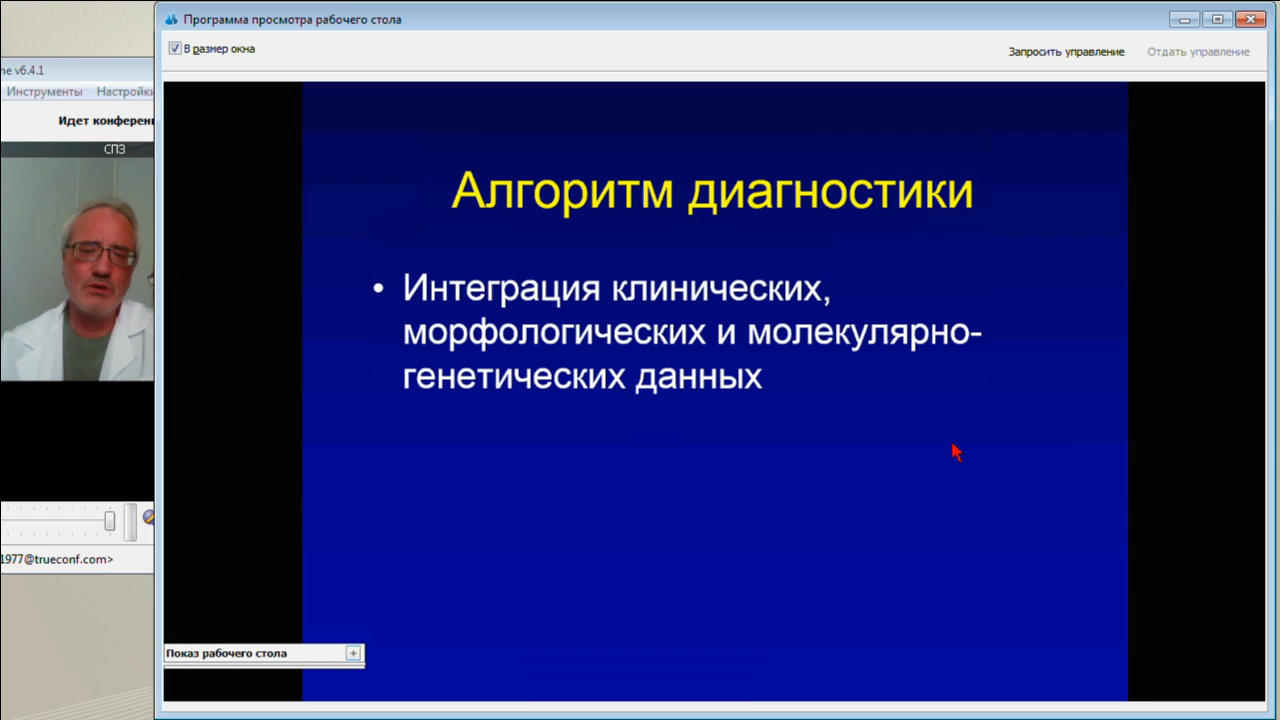 Программа просмотра рабочего стола
В размер окна
Запросить управление
Отдать управление
ne v6.4.1
Инструменты Настройки
Идет конферен
СПЗ
Алгоритм диагностики
• Интеграция клинических,
морфологических и молекулярно-
генетических данных
1977@trueconf.com>
Показ рабочего стола